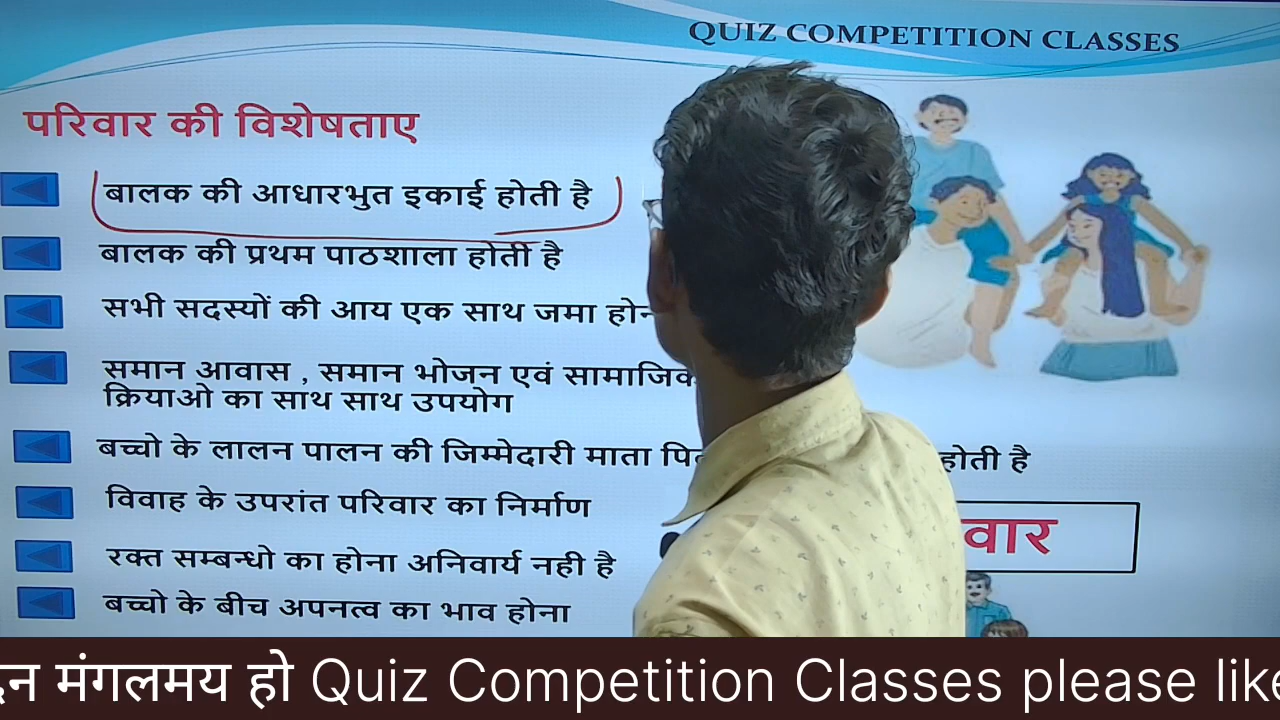 QUIZ COMPETITION CLASSES
परिवार की विशेषताए
बालक की आधारभुत इकाई होती है
बालक की प्रथम पाठशाला होती है
सभी सदस्यों की आय एक साथ जमा
समान आवास , समान भोजन एवं सामाजिक
क्रियाओ का साथ साथ उपयोग
बच्चो के लालन पालन की जिम्मेदारी माता होती है
विवाह के उपरांत परिवार का निर्माण
रक्त सम्बन्धो का होना अनिवार्य नही है
बच्चो के बीच अपनत्व का भाव होना
मंगलमय हो Quiz Competition Classes please like